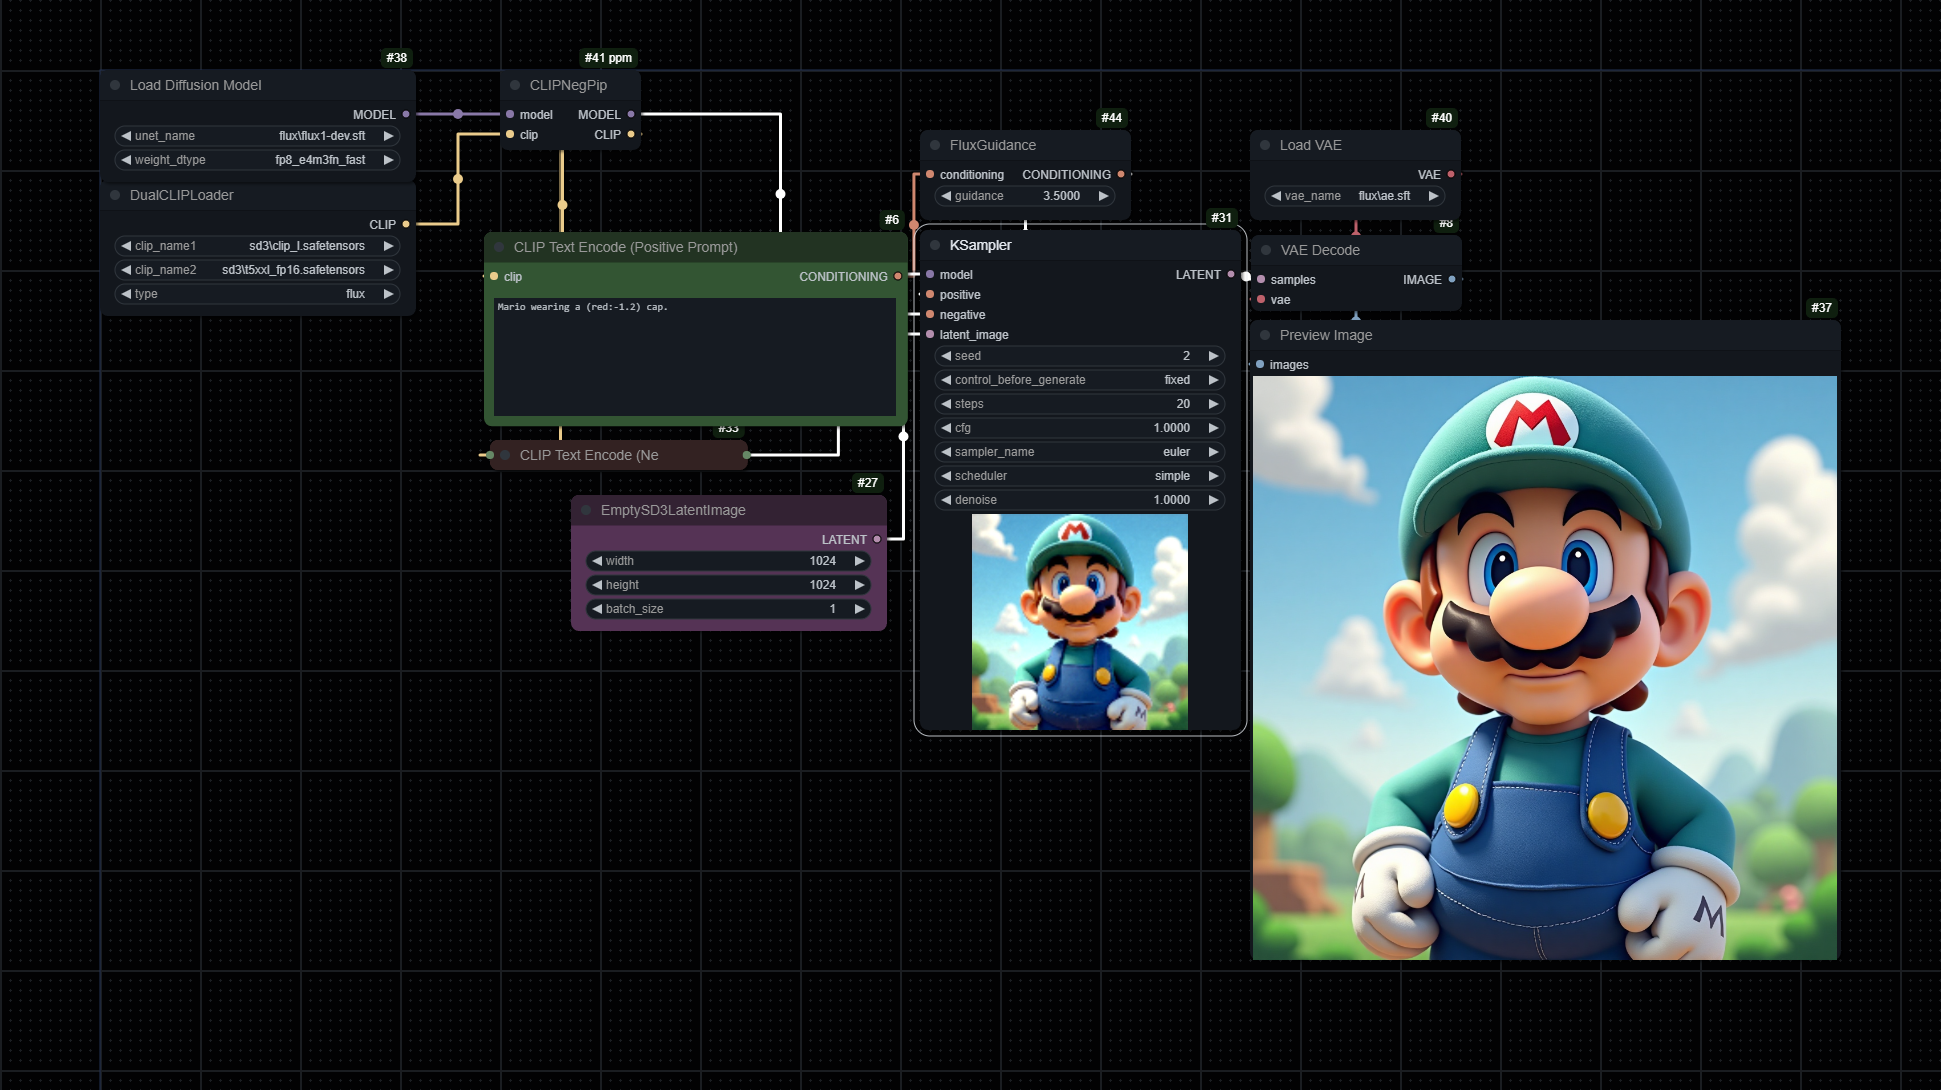 #38
Load Diffusion Model
MODEL
unet_name flux\flux1-dev.sft
weight_dtype fp8_e4m3fn_fast
DualCLIPLoader
CLIP
clip_name1 sd3\clip_l.safetensors
clip_name2 sd3\t5xxl_fp16.safetensors
type flux
#41 ppm
CLIPNegPip
model MODEL
clip CLIP
#6
CLIP Text Encode (Positive Prompt)
clip CONDITIONING
Mario wearing a (red:-1.2) cap.
#33
CLIP Text Encode (Ne
#27
EmptySD3LatentImage
LATENT
width 1024
height 1024
batch_size 1
#44
FluxGuidance
conditioning CONDITIONING
guidance 3.5000
#31
KSampler
model LATENT
positive
negative
latent_image
seed 2
control_before_generate fixed
steps 20
cfg 1.0000
sampler_name euler
scheduler simple
denoise 1.0000
M
M
#40
Load VAE
VAE
vae_name flux\ae.sft
#8
VAE Decode
samples IMAGE
vae
#37
Preview Image
images
M
M